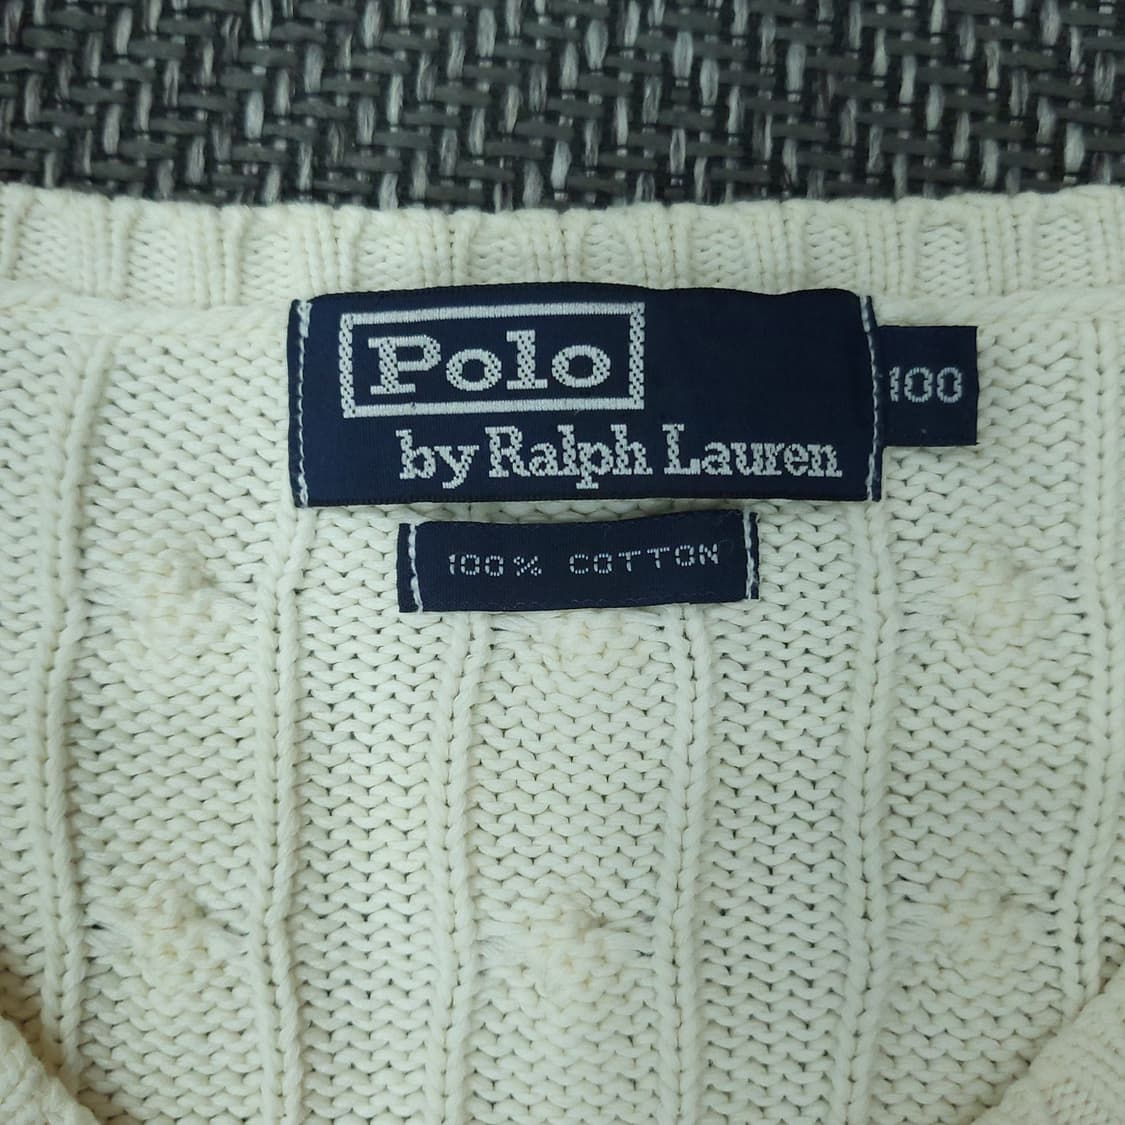 Polo
by Ralph Lauren
100
100% COTTON